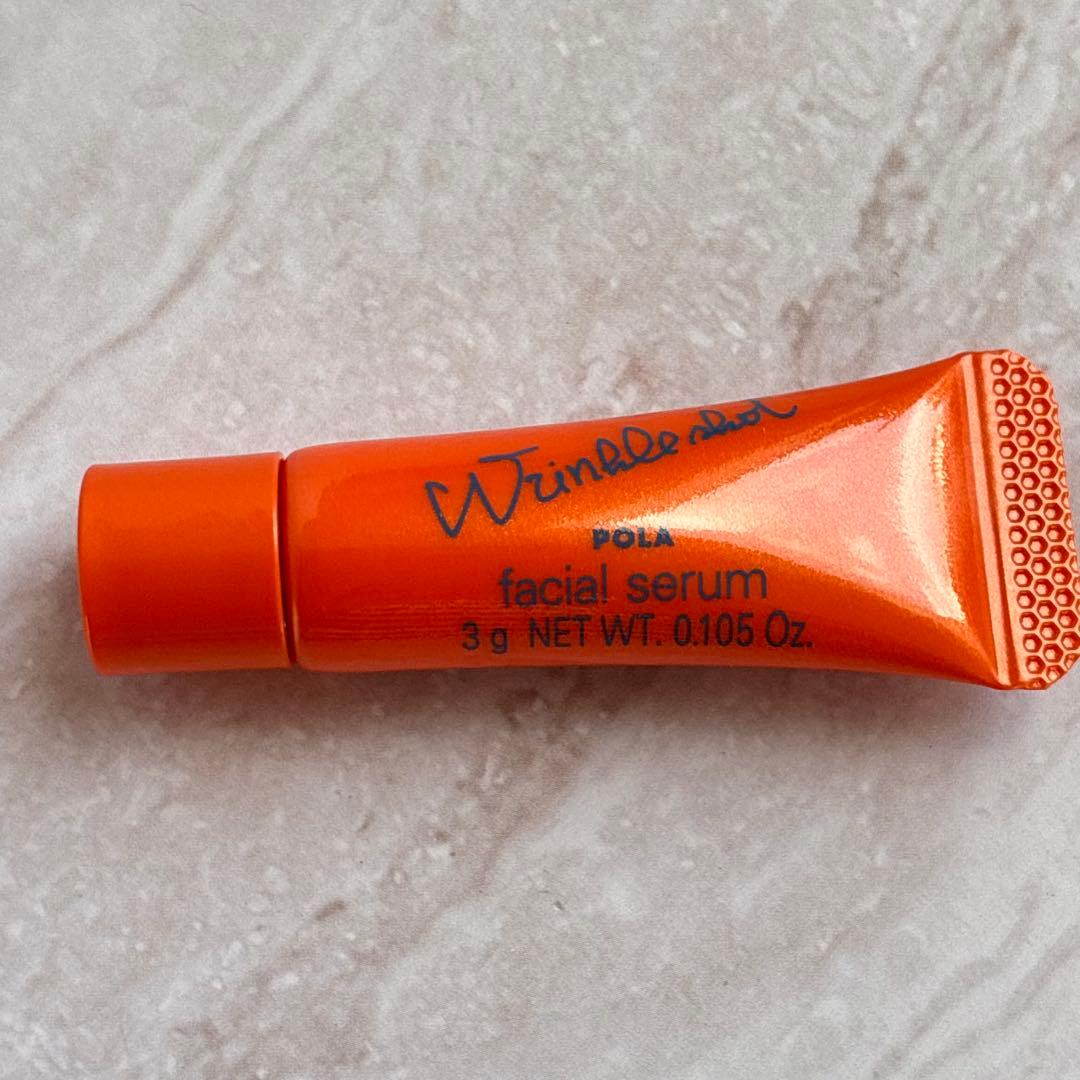 Wrinkle shot
POLA
facial serum
3 g NET WT. 0.105 Oz.